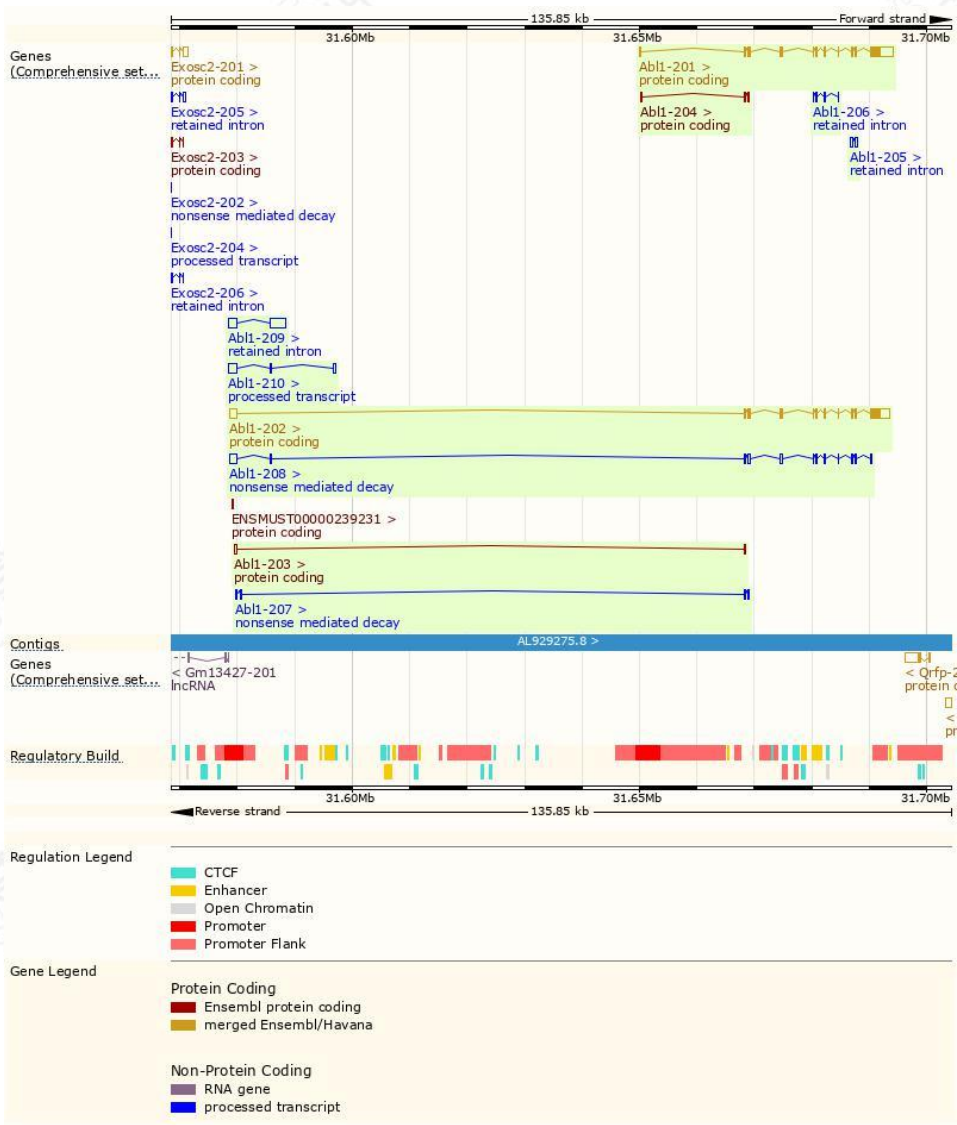 135.85 kb
Forward strand
31.60Mb 31.65Mb 31.70Mb
Genes
(Comprehensive set...
Exosc2-201 >
protein coding
Abl1-201 >
protein coding
Exosc2-205 >
retained intron
Abl1-204 >
protein coding
Abl1-206 >
retained intron
Exosc2-203 >
protein coding
Abl1-205 >
retained intron
Exosc2-202 >
nonsense mediated decay
Exosc2-204 >
processed transcript
Exosc2-206 >
retained intron
Abl1-209 >
retained intron
Abl1-210 >
processed transcript
Abl1-202 >
protein coding
Abl1-208 >
nonsense mediated decay
ENSMUST00000239231 >
protein coding
Abl1-203 >
protein coding
Abl1-207 >
nonsense mediated decay
Contigs
AL929275.8 >
Genes
(Comprehensive set...
< Gm13427-201
lncRNA
< Qrfp-2
protein c
<
pr
Regulatory Build
31.60Mb 31.65Mb 31.70Mb
Reverse strand
135.85 kb
Regulation Legend
CTCF
Enhancer
Open Chromatin
Promoter
Promoter Flank
Gene Legend
Protein Coding
Ensembl protein coding
merged Ensembl/Havana
Non-Protein Coding
RNA gene
processed transcript